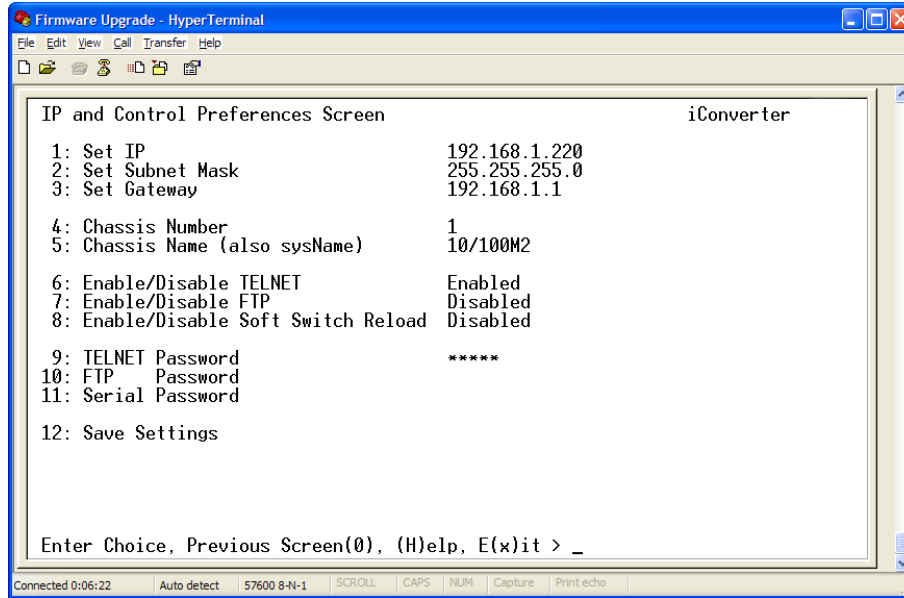 Firmware Upgrade - HyperTerminal
File Edit View Call Transfer Help
IP and Control Preferences Screen iConverter
1: Set IP 192.168.1.220
2: Set Subnet Mask 255.255.255.0
3: Set Gateway 192.168.1.1
4: Chassis Number 1
5: Chassis Name (also sysName) 10/100M2
6: Enable/Disable TELNET Enabled
7: Enable/Disable FTP Disabled
8: Enable/Disable Soft Switch Reload Disabled
9: TELNET Password *****
10: FTP Password
11: Serial Password
12: Save Settings
Enter Choice, Previous Screen(0), (H)elp, E(x)it > _
Connected 0:06:22 Auto detect 57600 8-N-1 SCROLL CAPS NUM Capture Print echo